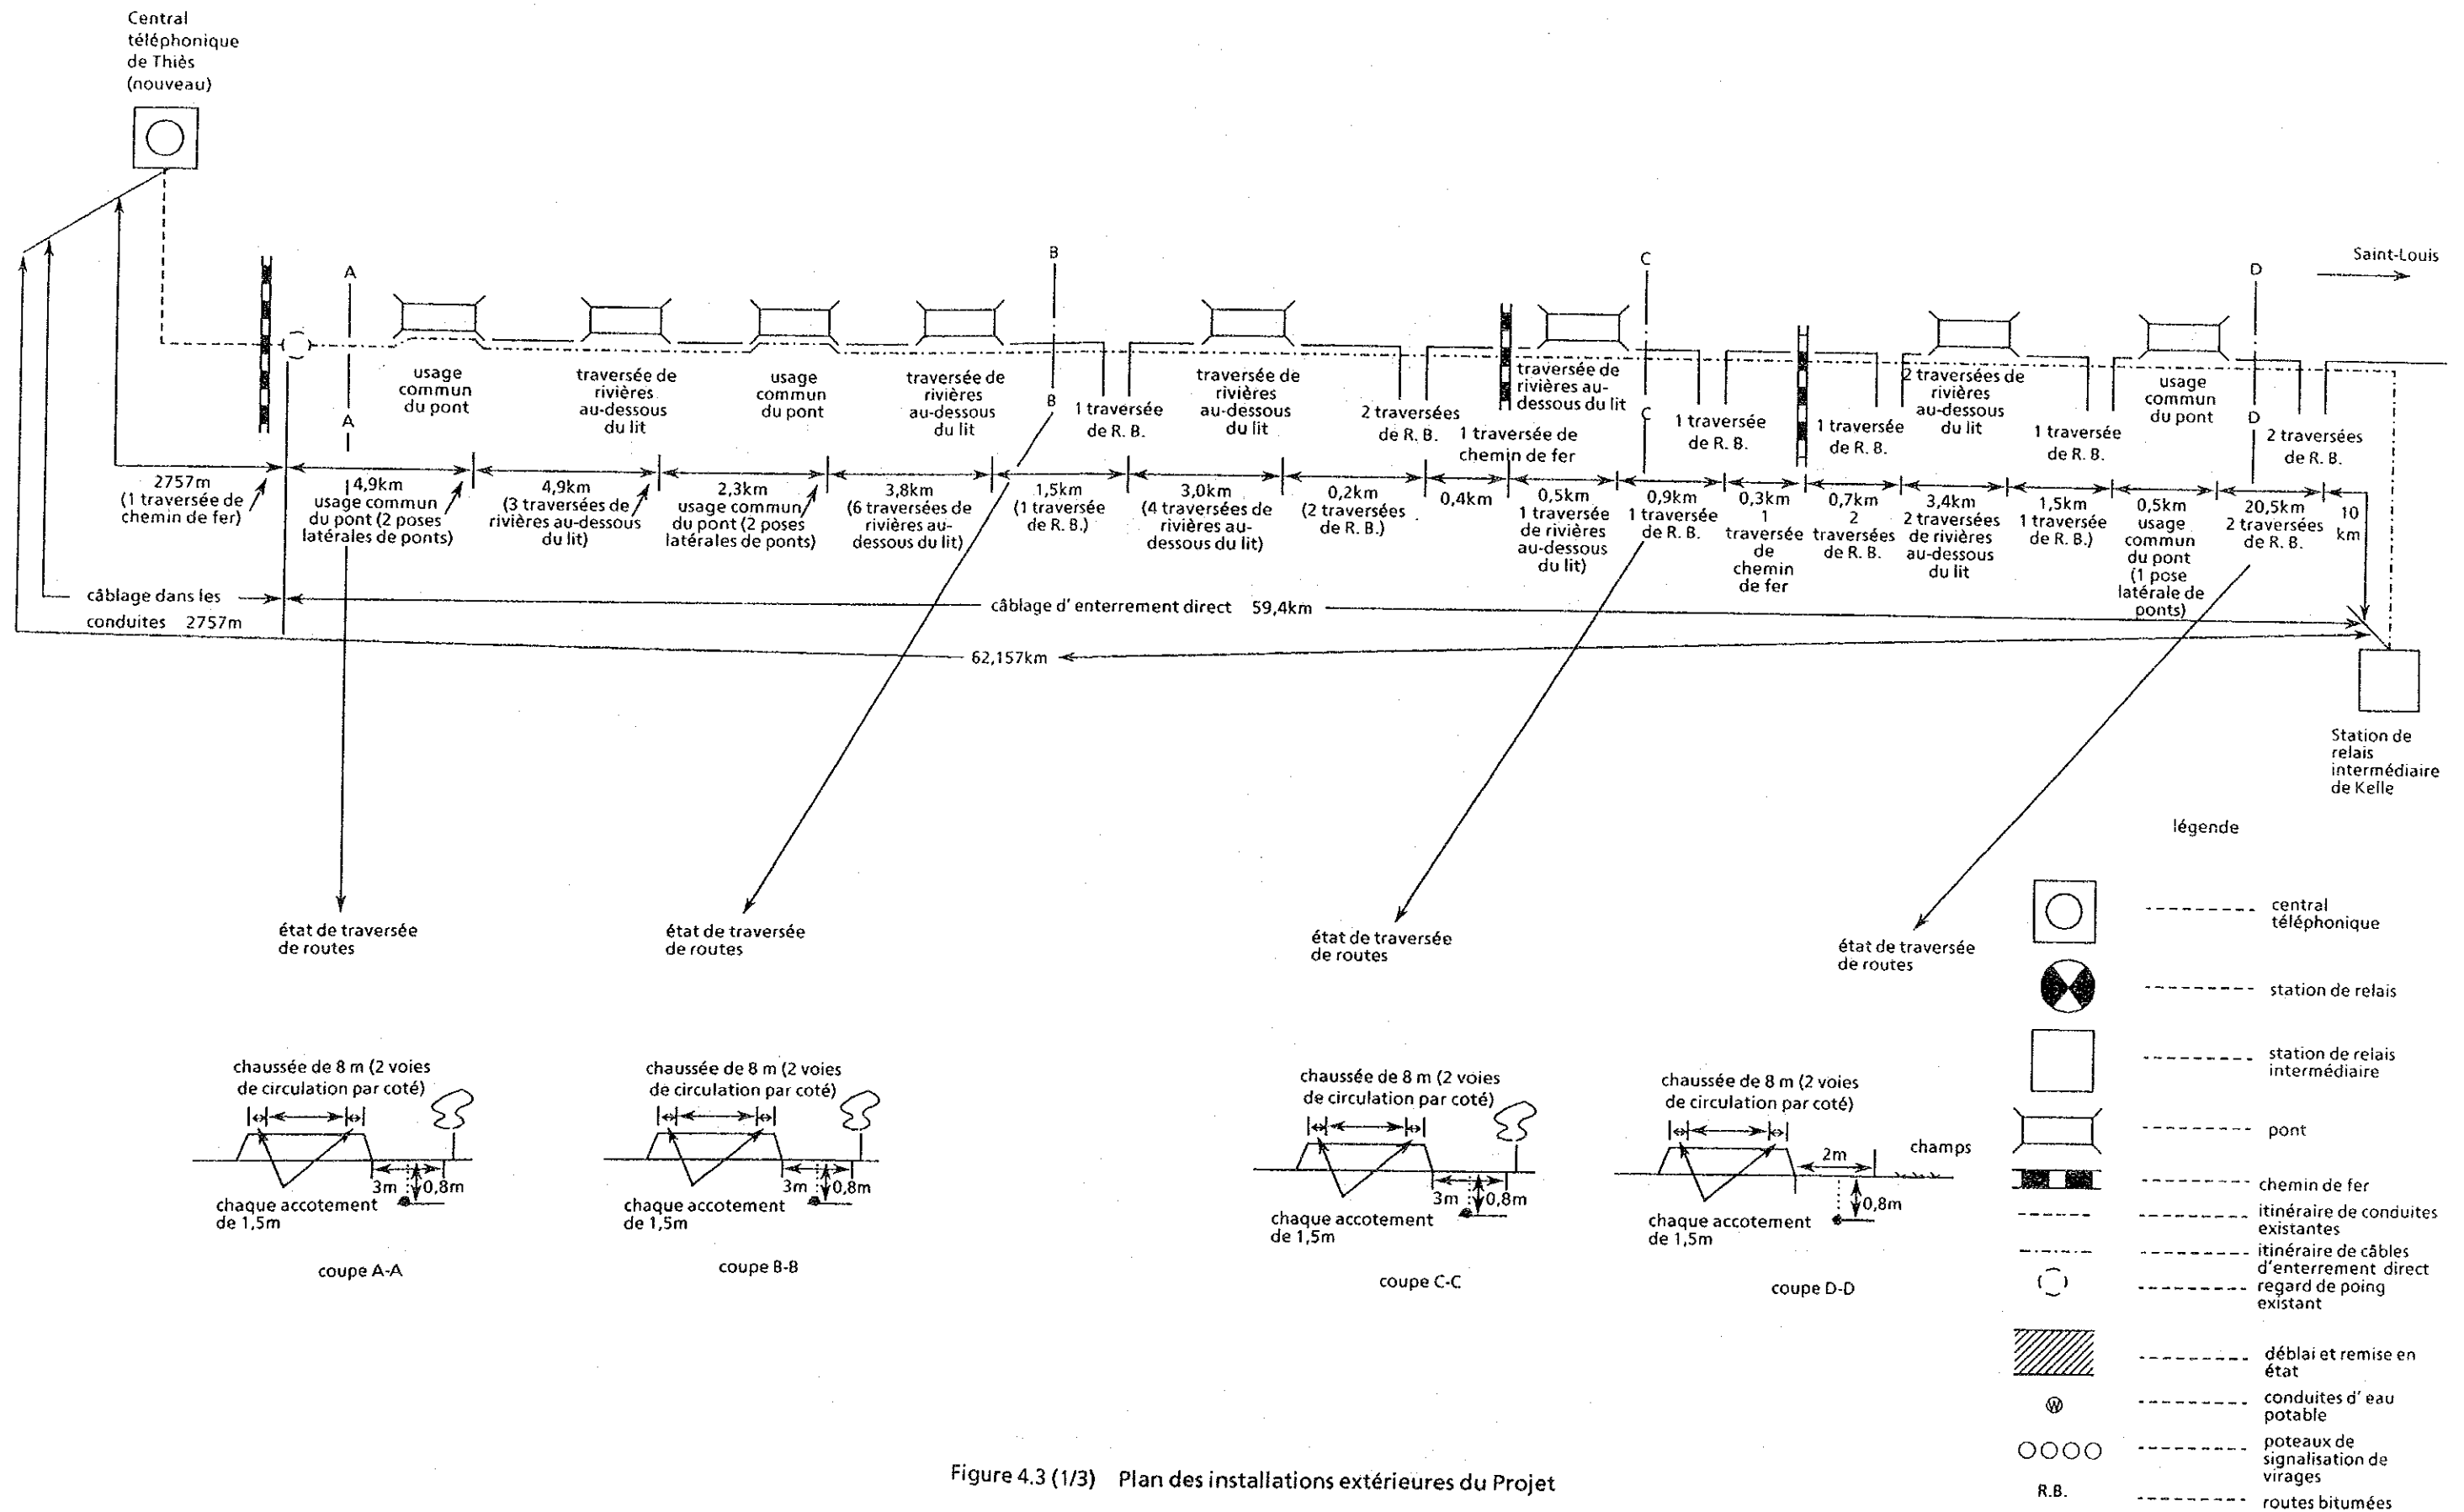 Central
téléphonique
de Thiès
(nouveau)
Saint-Louis
A
B
C
D
usage
commun
du pont
traversée de
rivières
au-dessous
du lit
usage
commun
du pont
traversée de
rivières
au-dessous
du lit
1 traversée
de R. B.
traversée de
rivières
au-dessous
du lit
2 traversées
de R. B.
1 traversée de
chemin de fer
traversée de
rivières au-
dessous du lit
1 traversée
de R. B.
1 traversée
de R. B.
2 traversées de
rivières
au-dessous
du lit
1 traversée
de R. B.
usage
commun
du pont
2 traversées
de R. B.
A
B
C
D
2757m
(1 traversée de
chemin de fer)
4,9km
usage commun
du pont (2 poses
latérales de ponts)
4,9km
(3 traversées de
rivières au-dessous
du lit)
2,3km
usage commun
du pont (2 poses
latérales de ponts)
3,8km
(6 traversées de
rivières au-
dessous du lit)
1,5km
(1 traversée
de R. B.)
3,0km
(4 traversées de
rivières au-
dessous du lit)
0,2km
(2 traversées
de R. B.)
0,4km
0,5km
1 traversée
de rivières
au-dessous
du lit)
0,9km
1 traversée
de R. B.
0,3km
1
traversée
de
chemin
de fer
0,7km
2
traversées
de R. B.
3,4km
2 traversées
de rivières
au-dessous
du lit
1,5km
1 traversée
de R. B.)
0,5km
usage
commun
du pont
(1 pose
latérale de
ponts)
20,5km
2 traversées
de R. B.
10
km
câblage dans les
conduites 2757m
câblage d' enterrement direct 59,4km
62,157km
Station de
relais
intermédiaire
de Kelle
état de traversée
de routes
état de traversée
de routes
état de traversée
de routes
état de traversée
de routes
chaussée de 8 m (2 voies
de circulation par coté)
3m
0,8m
chaque accotement
de 1,5m
coupe A-A
chaussée de 8 m (2 voies
de circulation par coté)
3m
0,8m
chaque accotement
de 1,5m
coupe B-B
chaussée de 8 m (2 voies
de circulation par coté)
3m
0,8m
chaque accotement
de 1,5m
coupe C-C
chaussée de 8 m (2 voies
de circulation par coté)
2m
champs
0,8m
chaque accotement
de 1,5m
coupe D-D
légende
central
téléphonique
station de relais
station de relais
intermédiaire
pont
chemin de fer
itinéraire de conduites
existantes
itinéraire de câbles
d'enterrement direct
regard de poing
existant
déblai et remise en
état
W
conduites d' eau
potable
poteaux de
signalisation de
virages
R.B.
routes bitumées
Figure 4.3 (1/3) Plan des installations extérieures du Projet